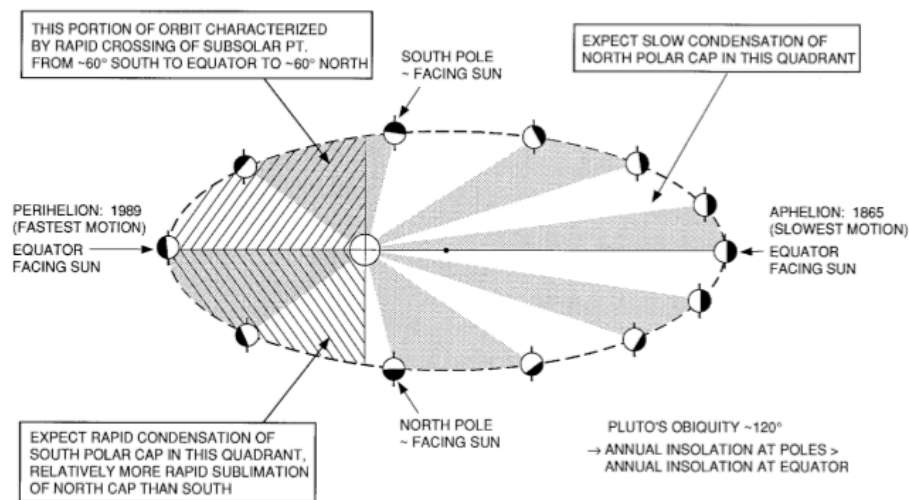 THIS PORTION OF ORBIT CHARACTERIZED
BY RAPID CROSSING OF SUBSOLAR PT.
FROM ~60° SOUTH TO EQUATOR TO ~60° NORTH
SOUTH POLE
~ FACING SUN
EXPECT SLOW CONDENSATION OF
NORTH POLAR CAP IN THIS QUADRANT
PERIHELION: 1989
(FASTEST MOTION)
EQUATOR
FACING SUN
APHELION: 1865
(SLOWEST MOTION)
EQUATOR
FACING SUN
EXPECT RAPID CONDENSATION OF
SOUTH POLAR CAP IN THIS QUADRANT,
RELATIVELY MORE RAPID SUBLIMATION
OF NORTH CAP THAN SOUTH
NORTH POLE
~ FACING SUN
PLUTO'S OBIQUITY ~120°
→ ANNUAL INSOLATION AT POLES >
ANNUAL INSOLATION AT EQUATOR